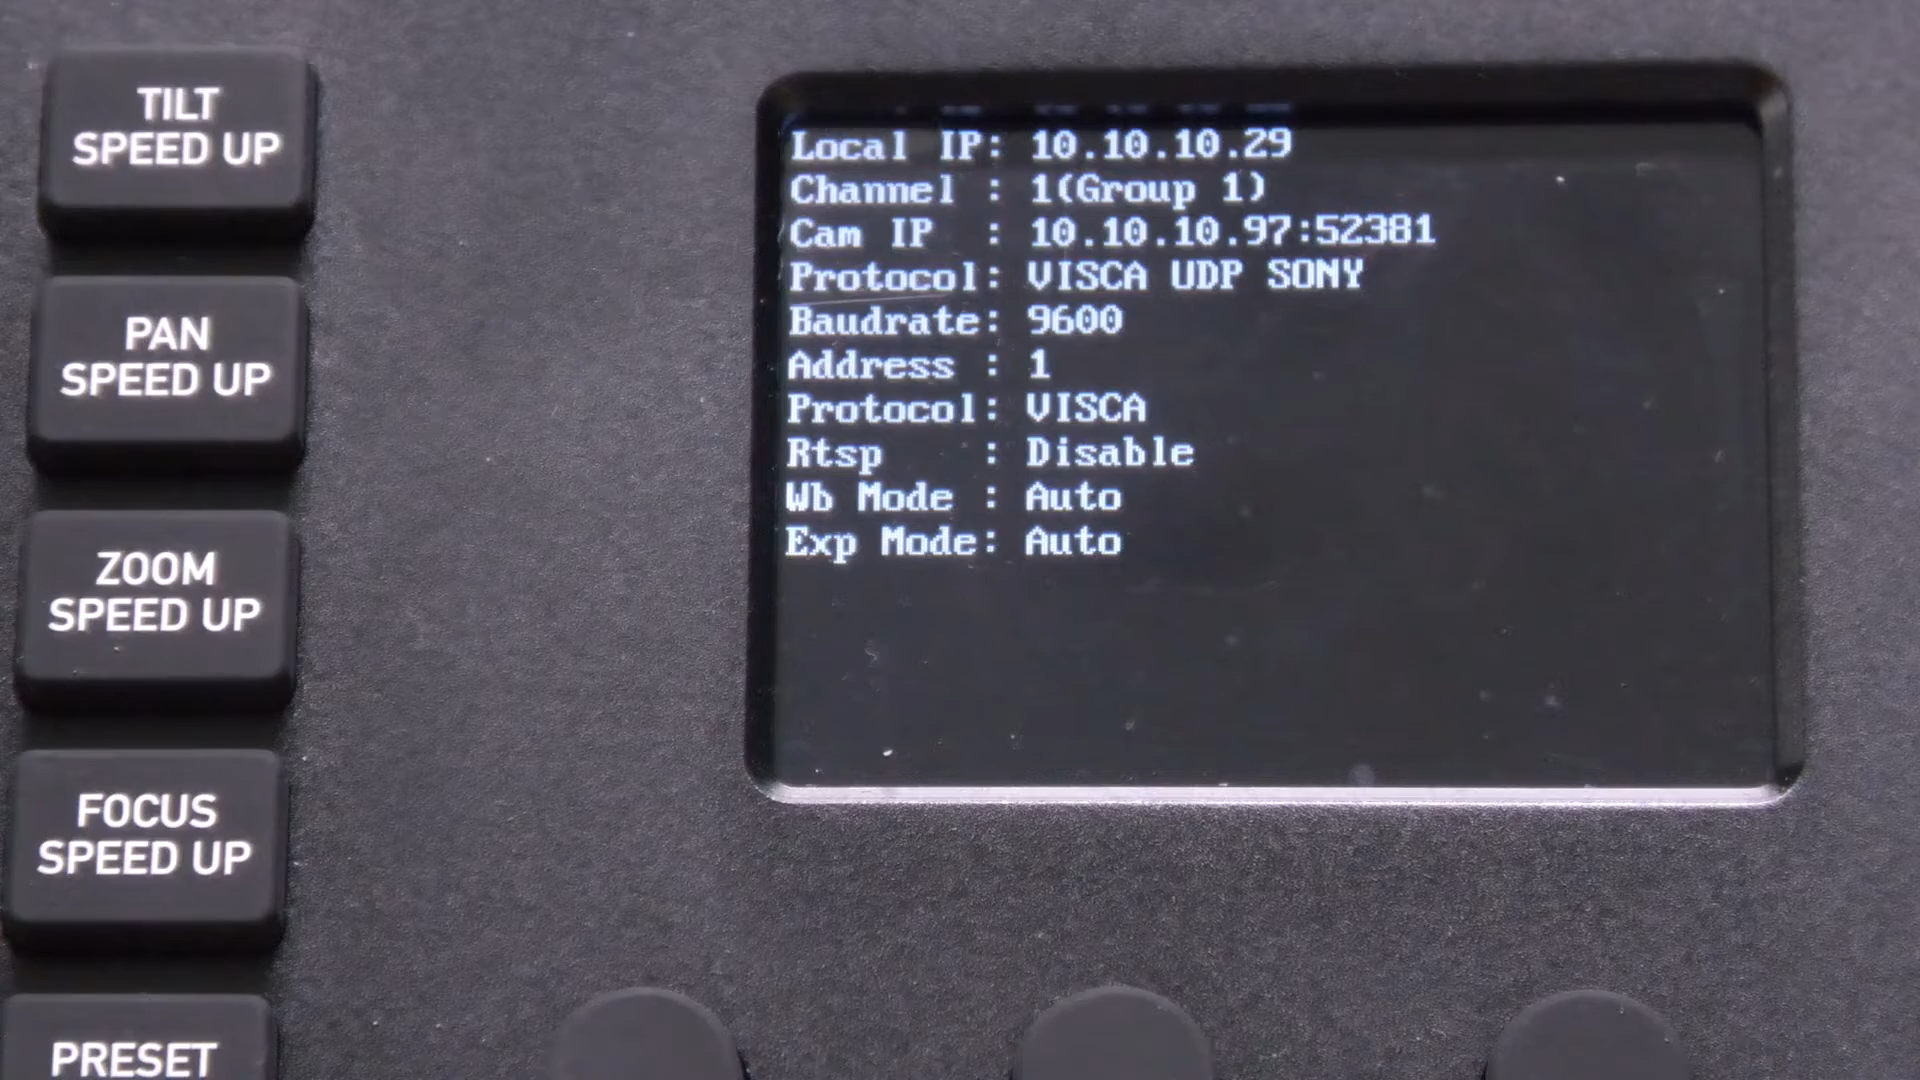 TILT
SPEED UP
PAN
SPEED UP
ZOOM
SPEED UP
FOCUS
SPEED UP
PRESET
Local IP: 10.10.10.29
Channel : 1(Group 1)
Cam IP : 10.10.10.97:52381
Protocol: VISCA UDP SONY
Baudrate: 9600
Address : 1
Protocol: VISCA
Rtsp : Disable
Wb Mode : Auto
Exp Mode: Auto